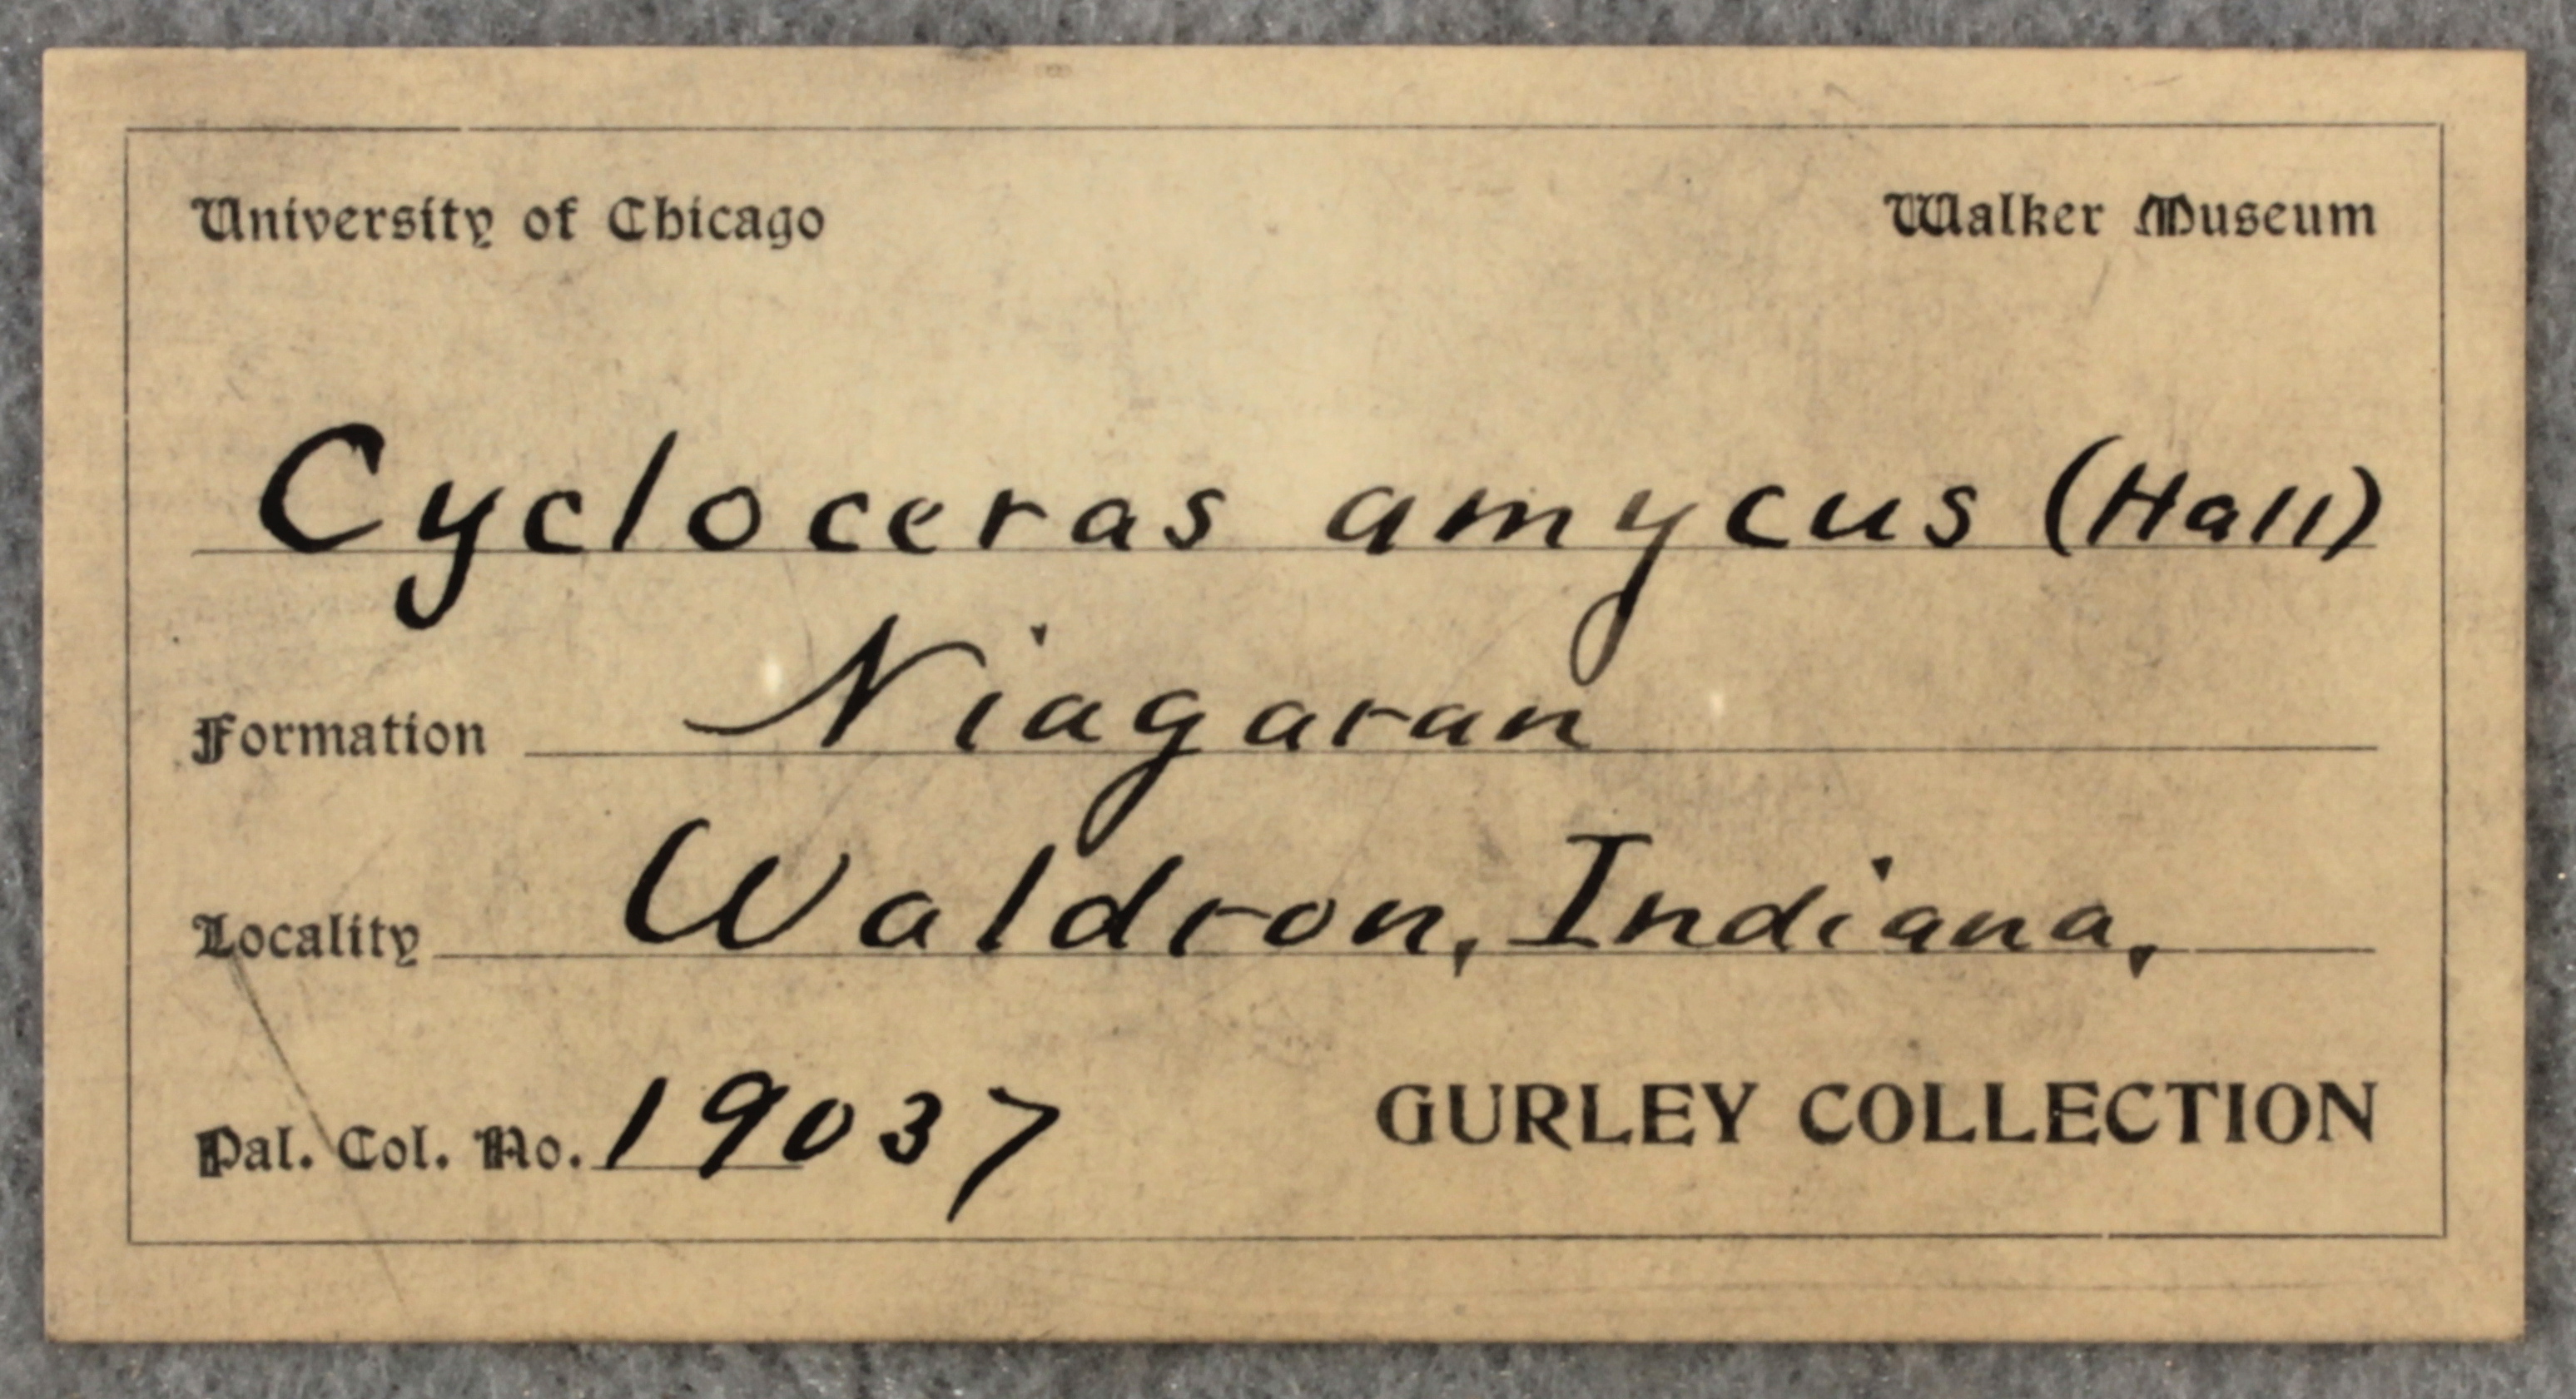 University of Chicago Walker Museum
Cycloceras amycus (Hall)
Formation Niagaran
Locality Waldron, Indiana,
Pal. Col. No. 19037 GURLEY COLLECTION